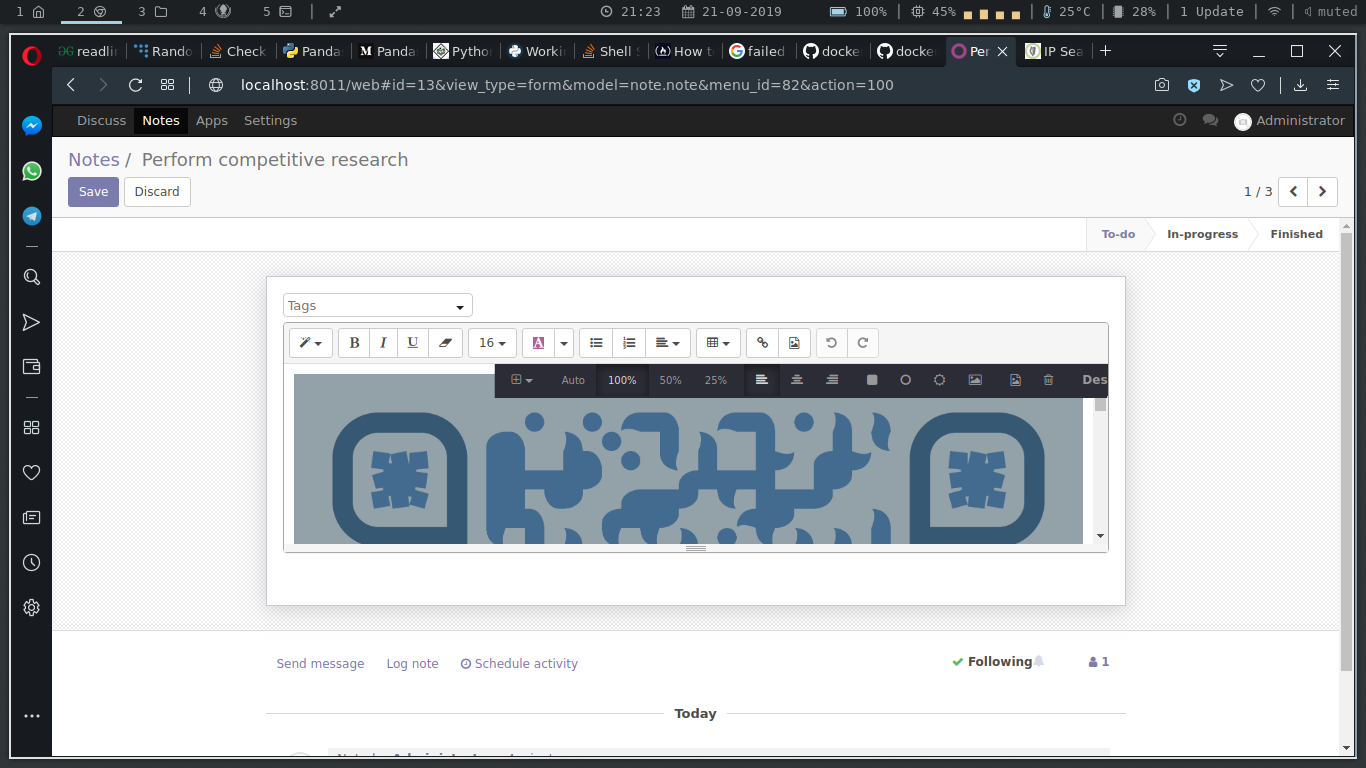 1 2 3 4 5 21:23 21-09-2019 100% 45% 25°C 28% 1 Update muted
readli Rando Check Panda Panda Pytho Worki Shell How t failed docke docke Per IP Sea
localhost:8011/web#id=13&view_type=form&model=note.note&menu_id=82&action=100
Discuss Notes Apps Settings Administrator
Notes / Perform competitive research
Save Discard 1 / 3
To-do In-progress Finished
Tags
B I U 16 A
Auto 100% 50% 25% Des
Send message Log note Schedule activity Following 1
Today